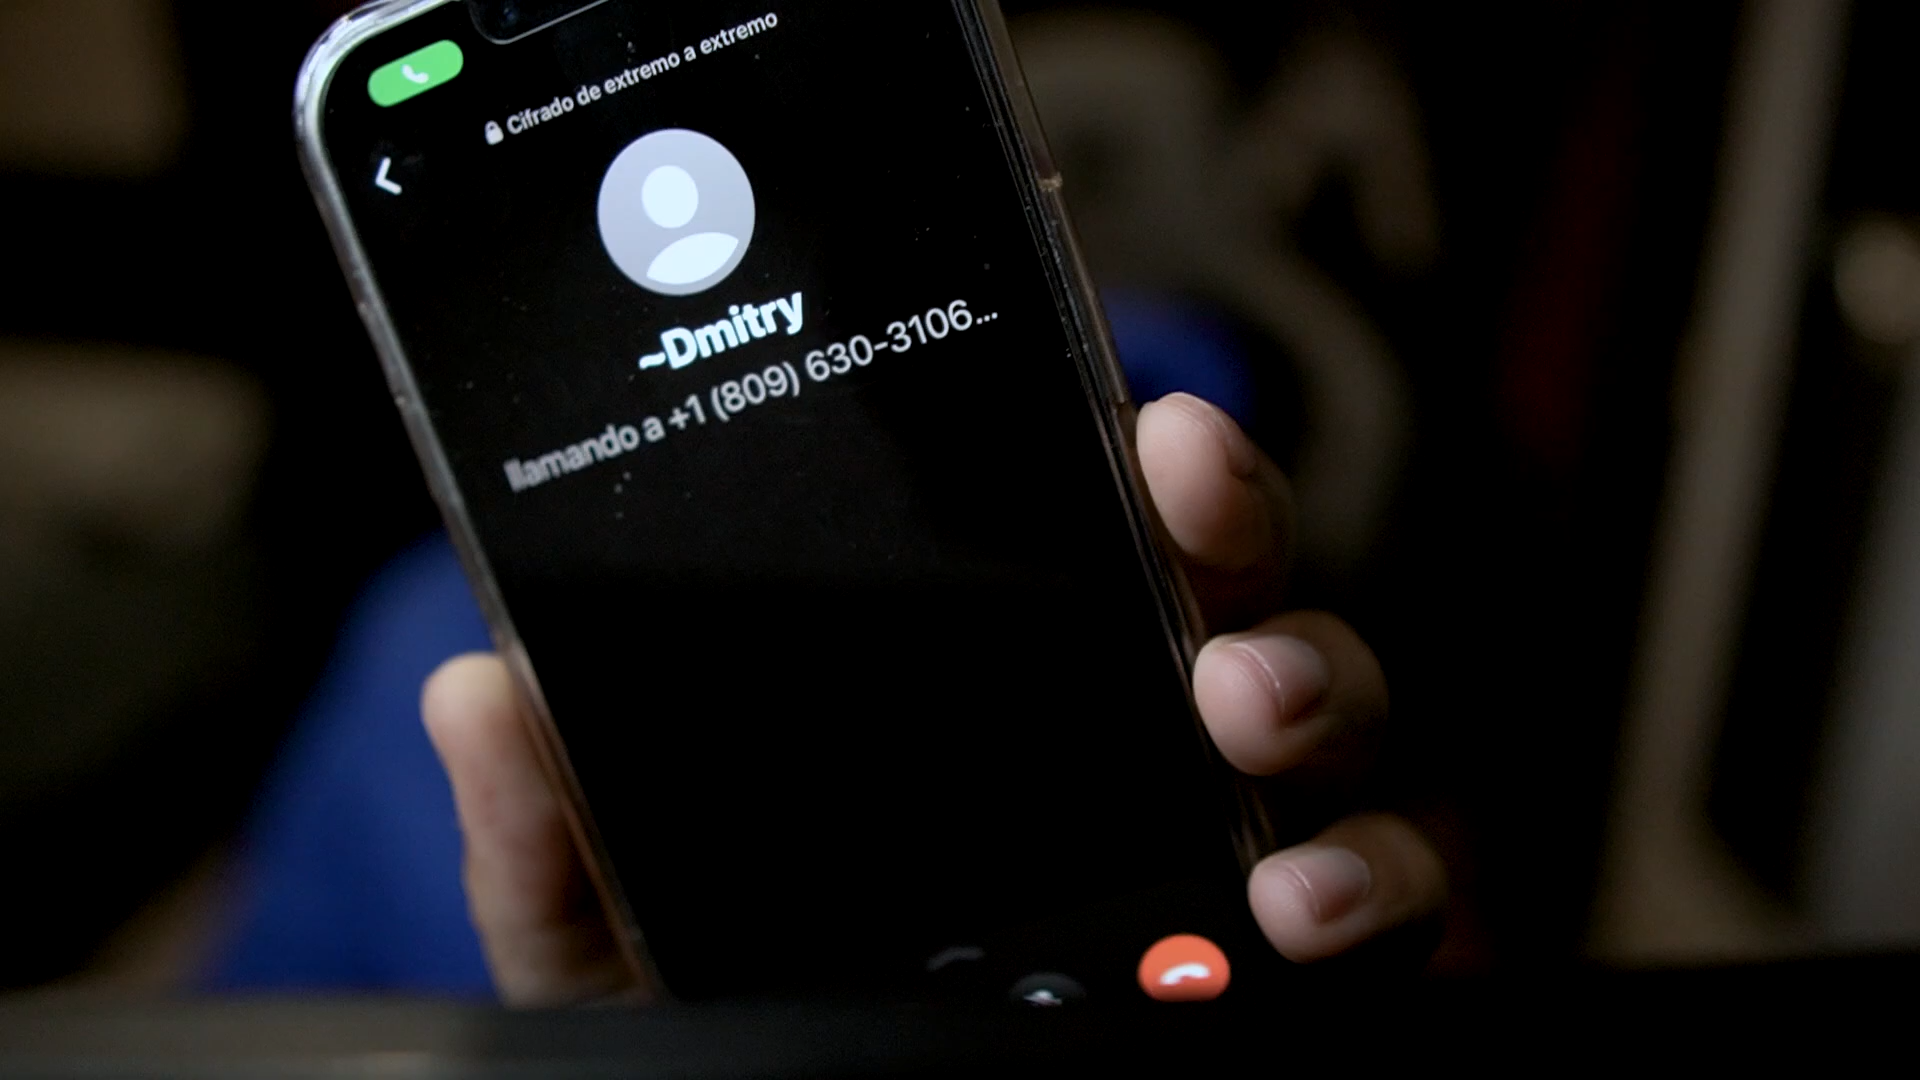 Cifrado de extremo a extremo
~Dmitry
llamando a +1 (809) 630-3106...